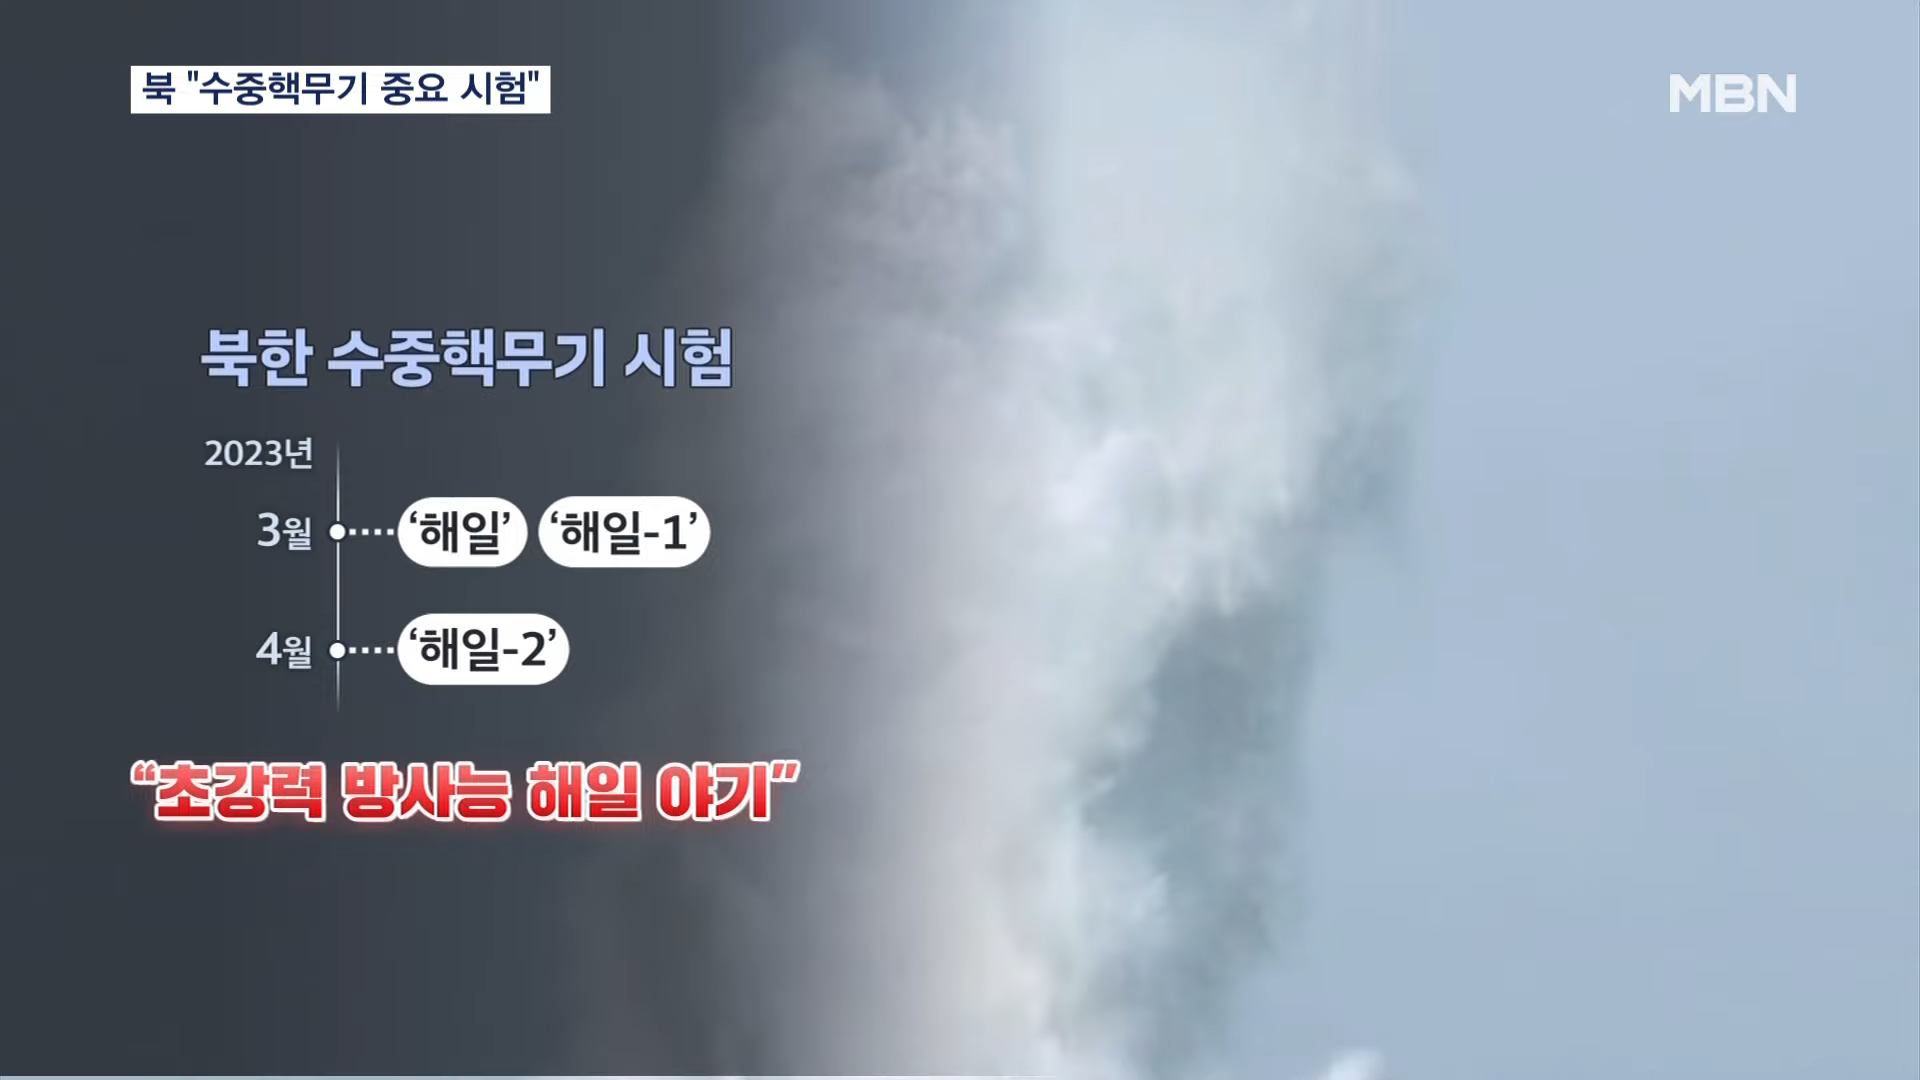 북 "수중핵무기 중요 시험"
MBN
북한 수중핵무기 시험
2023년
3월 ‘해일’ ‘해일-1’
4월 ‘해일-2’
“초강력 방사능 해일 야기”